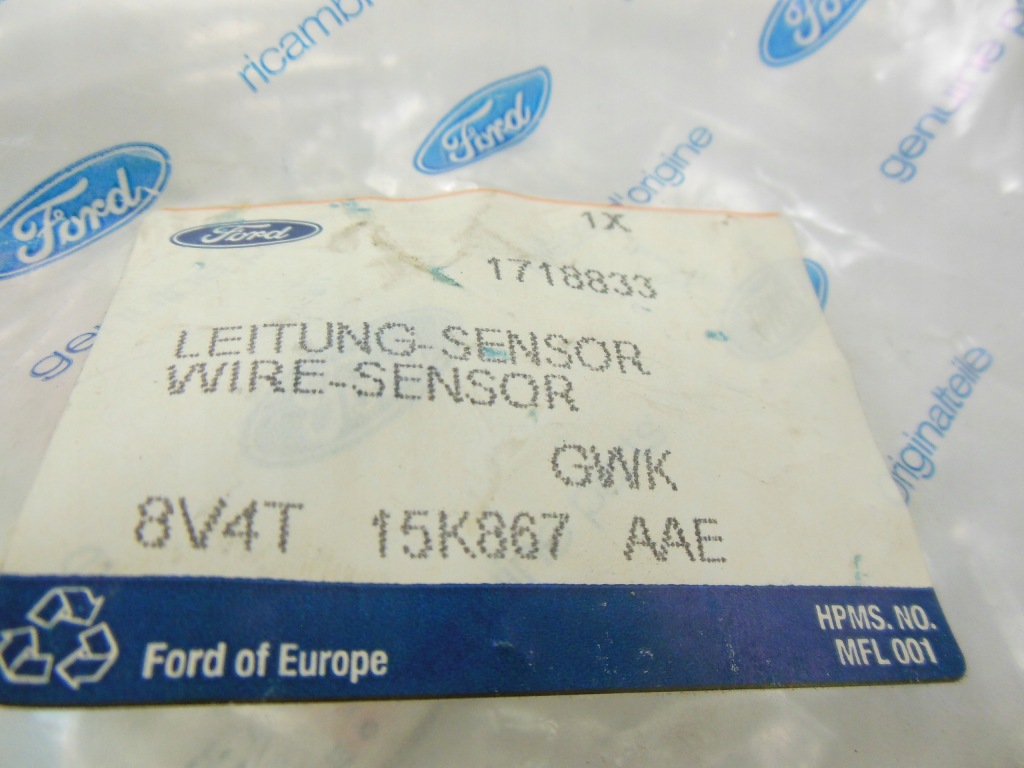 ricambi
Ford
Ford
Ford
genuine
d'origine
Ford 1X
1718833
LEITUNG-SENSOR
WIRE-SENSOR
GWK
8V4T 15K867 AAE
originalteile
Ford of Europe
HPMS. NO.
MFL 001